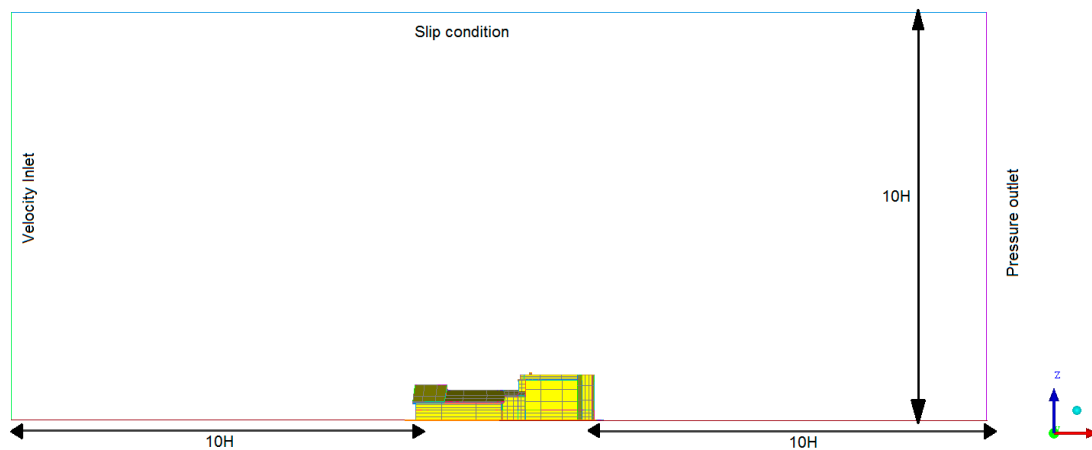 Slip condition
Velocity Inlet
10H
Pressure outlet
10H
10H
z